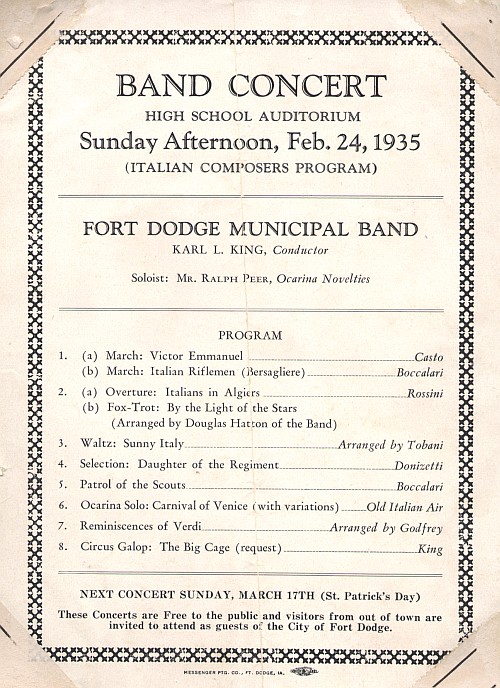 BAND CONCERT
HIGH SCHOOL AUDITORIUM
Sunday Afternoon, Feb. 24, 1935
(ITALIAN COMPOSERS PROGRAM)
FORT DODGE MUNICIPAL BAND
KARL L. KING, Conductor
Soloist: MR. RALPH PEER, Ocarina Novelties
PROGRAM
1. (a) March: Victor Emmanuel Casto
(b) March: Italian Riflemen (Bersagliere) Boccalari
2. (a) Overture: Italians in Algiers Rossini
(b) Fox-Trot: By the Light of the Stars
(Arranged by Douglas Hatton of the Band)
3. Waltz: Sunny Italy Arranged by Tobani
4. Selection: Daughter of the Regiment Donizetti
5. Patrol of the Scouts Boccalari
6. Ocarina Solo: Carnival of Venice (with variations) Old Italian Air
7. Reminiscences of Verdi Arranged by Godfrey
8. Circus Galop: The Big Cage (request) King
NEXT CONCERT SUNDAY, MARCH 17TH (St. Patrick's Day)
These Concerts are Free to the public and visitors from out of town are
invited to attend as guests of the City of Fort Dodge.
MESSENGER PTG. CO., FT. DODGE, IA.